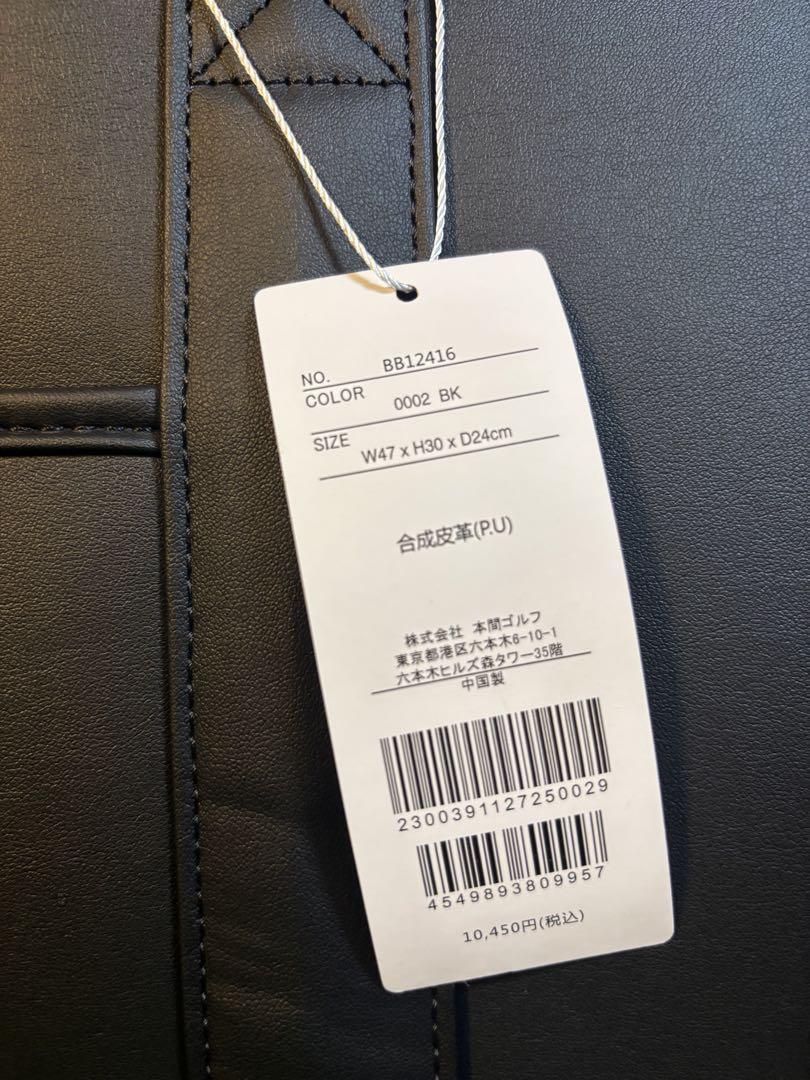 NO. BB12416
COLOR 0002 BK
SIZE W47 x H30 x D24cm
合成皮革(P.U)
株式会社 本間ゴルフ
東京都港区六本木6-10-1
六本木ヒルズ森タワー35階
中国製
2300391127250029
4549893809957
10,450円(税込)